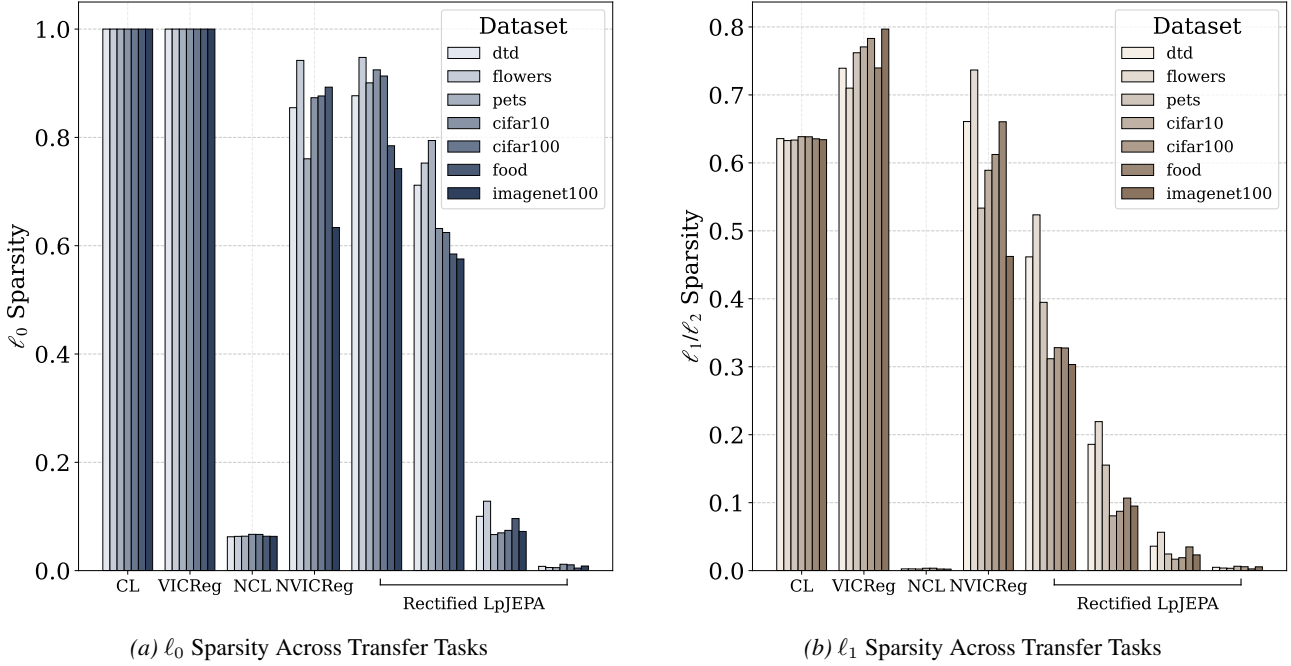 1.0
0.8
0.6
0.4
0.2
0.0
ℓ₀ Sparsity
Dataset
dtd
flowers
pets
cifar10
cifar100
food
imagenet100
CL VICReg NCL NVICReg
Rectified LpJEPA
(a) ℓ₀ Sparsity Across Transfer Tasks
0.8
0.7
0.6
0.5
0.4
0.3
0.2
0.1
0.0
ℓ₁/ℓ₂ Sparsity
Dataset
dtd
flowers
pets
cifar10
cifar100
food
imagenet100
CL VICReg NCL NVICReg
Rectified LpJEPA
(b) ℓ₁ Sparsity Across Transfer Tasks